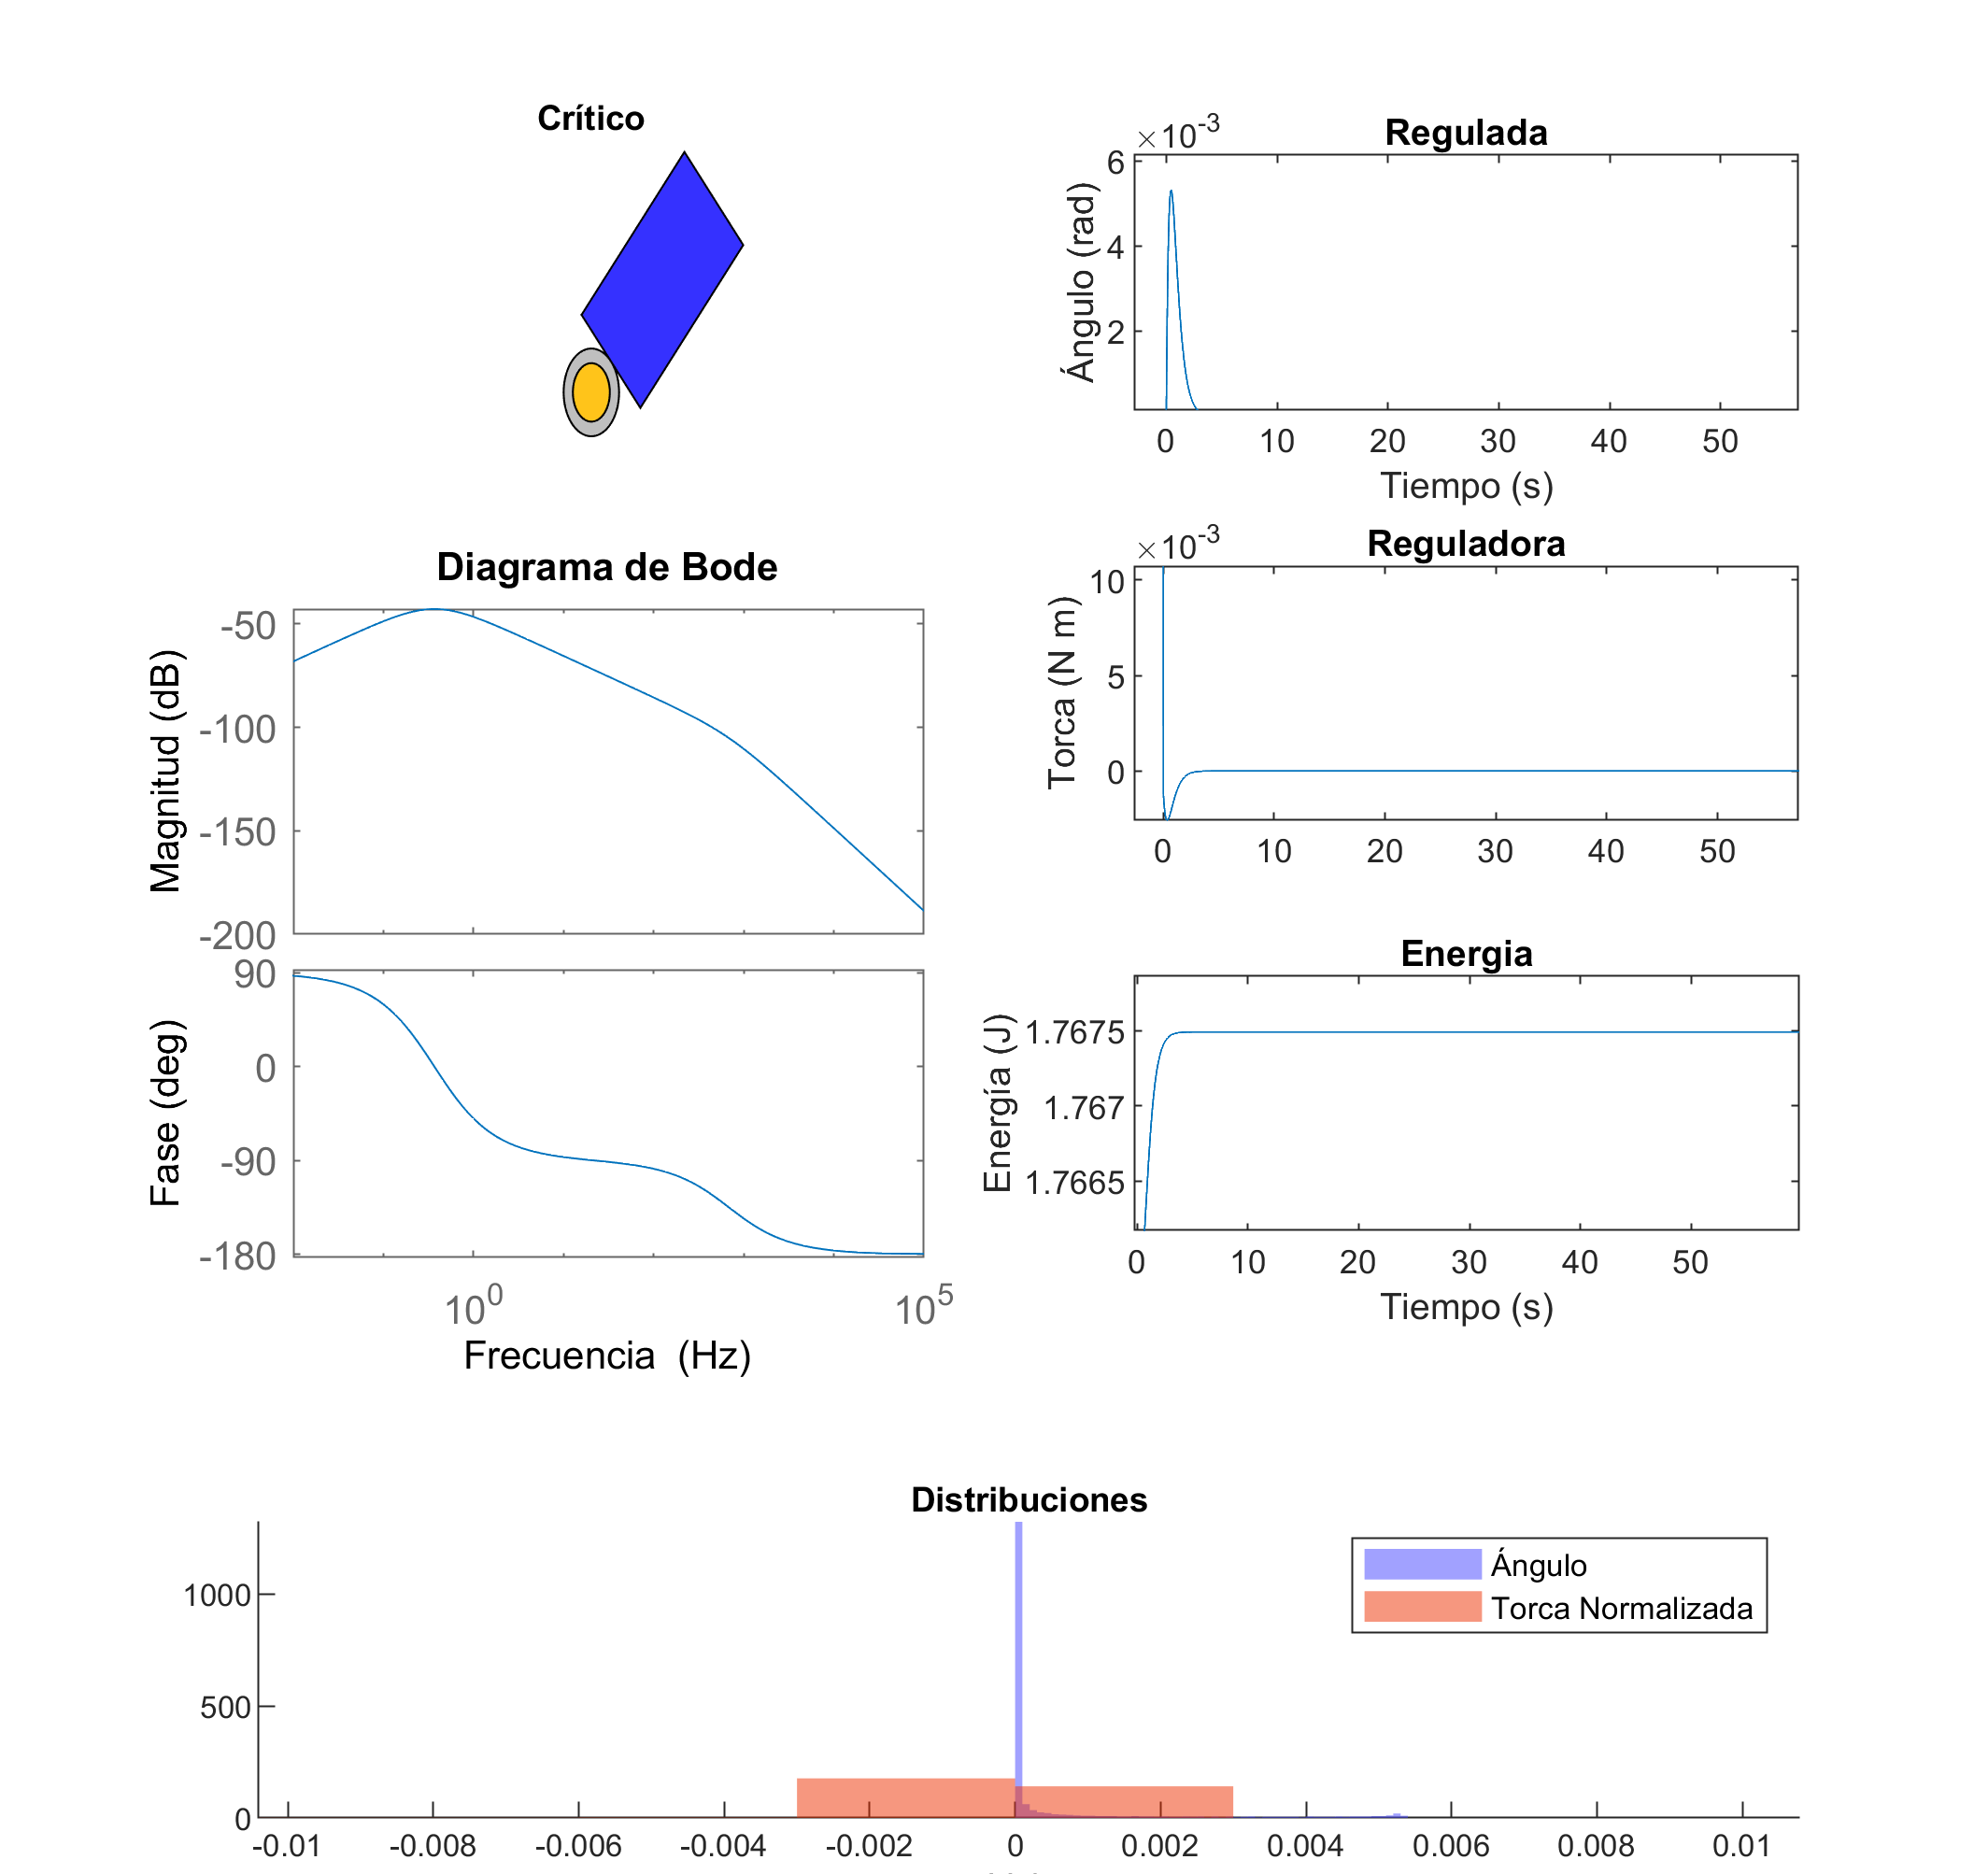 Crítico
Regulada
×10-3
6
4
2
Ángulo (rad)
0 10 20 30 40 50
Tiempo (s)
Reguladora
×10-3
10
5
0
Torca (N m)
0 10 20 30 40 50
Diagrama de Bode
-50
-100
-150
-200
Magnitud (dB)
90
0
-90
-180
Fase (deg)
10^0 10^5
Frecuencia (Hz)
Energia
1.7675
1.767
1.7665
Energía (J)
0 10 20 30 40 50
Tiempo (s)
Distribuciones
1000
500
0
Ángulo
Torca Normalizada
-0.01 -0.008 -0.006 -0.004 -0.002 0 0.002 0.004 0.006 0.008 0.01